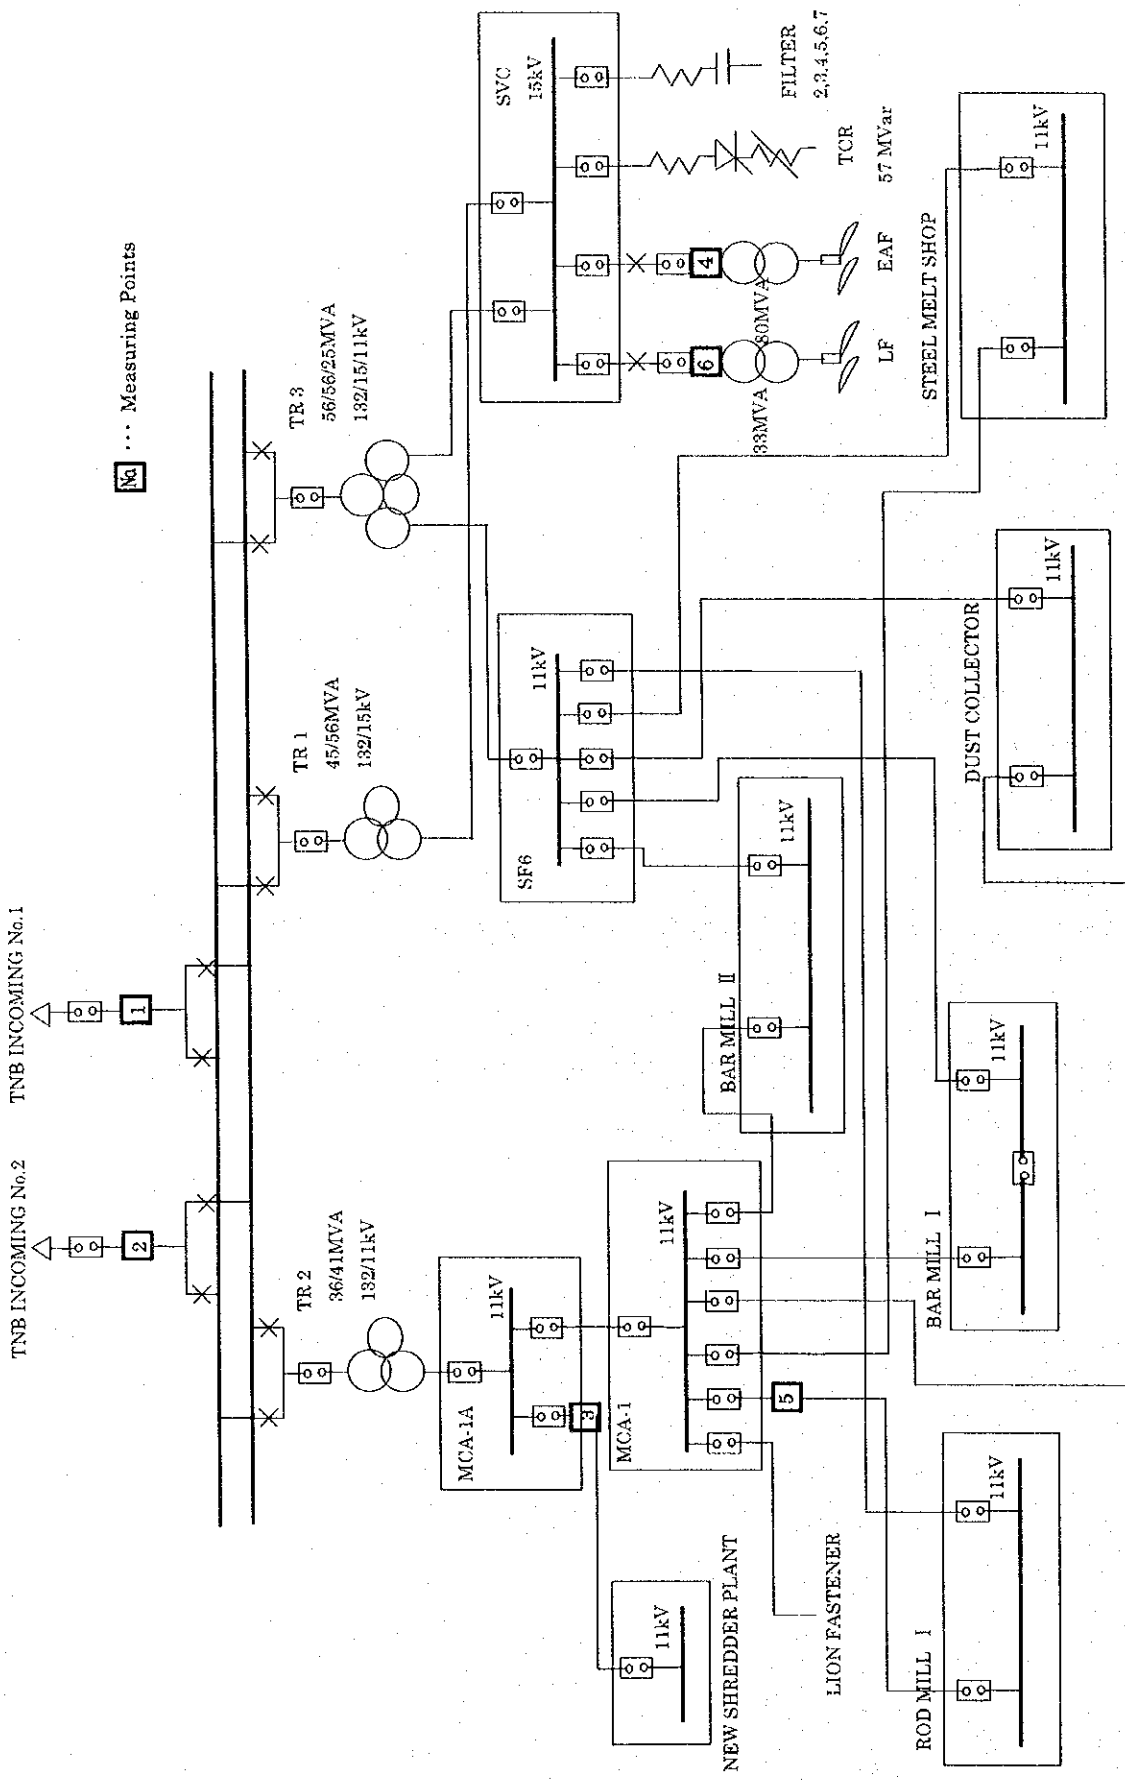 TNB INCOMING No.2
TNB INCOMING No.1
No … Measuring Points
2
1
TR 2
36/41MVA
132/11kV
TR 1
45/56MVA
132/15kV
TR 3
56/56/25MVA
132/15/11kV
MCA-1A
11kV
3
SF6
11kV
SVC
15kV
MCA-1
11kV
5
6
4
33MVA
80MVA
LF
EAF
TCR
57 MVar
FILTER
2,3,4,5,6,7
NEW SHREDDER PLANT
11kV
LION FASTENER
BAR MILL II
11kV
ROD MILL I
11kV
BAR MILL I
11kV
DUST COLLECTOR
11kV
STEEL MELT SHOP
11kV